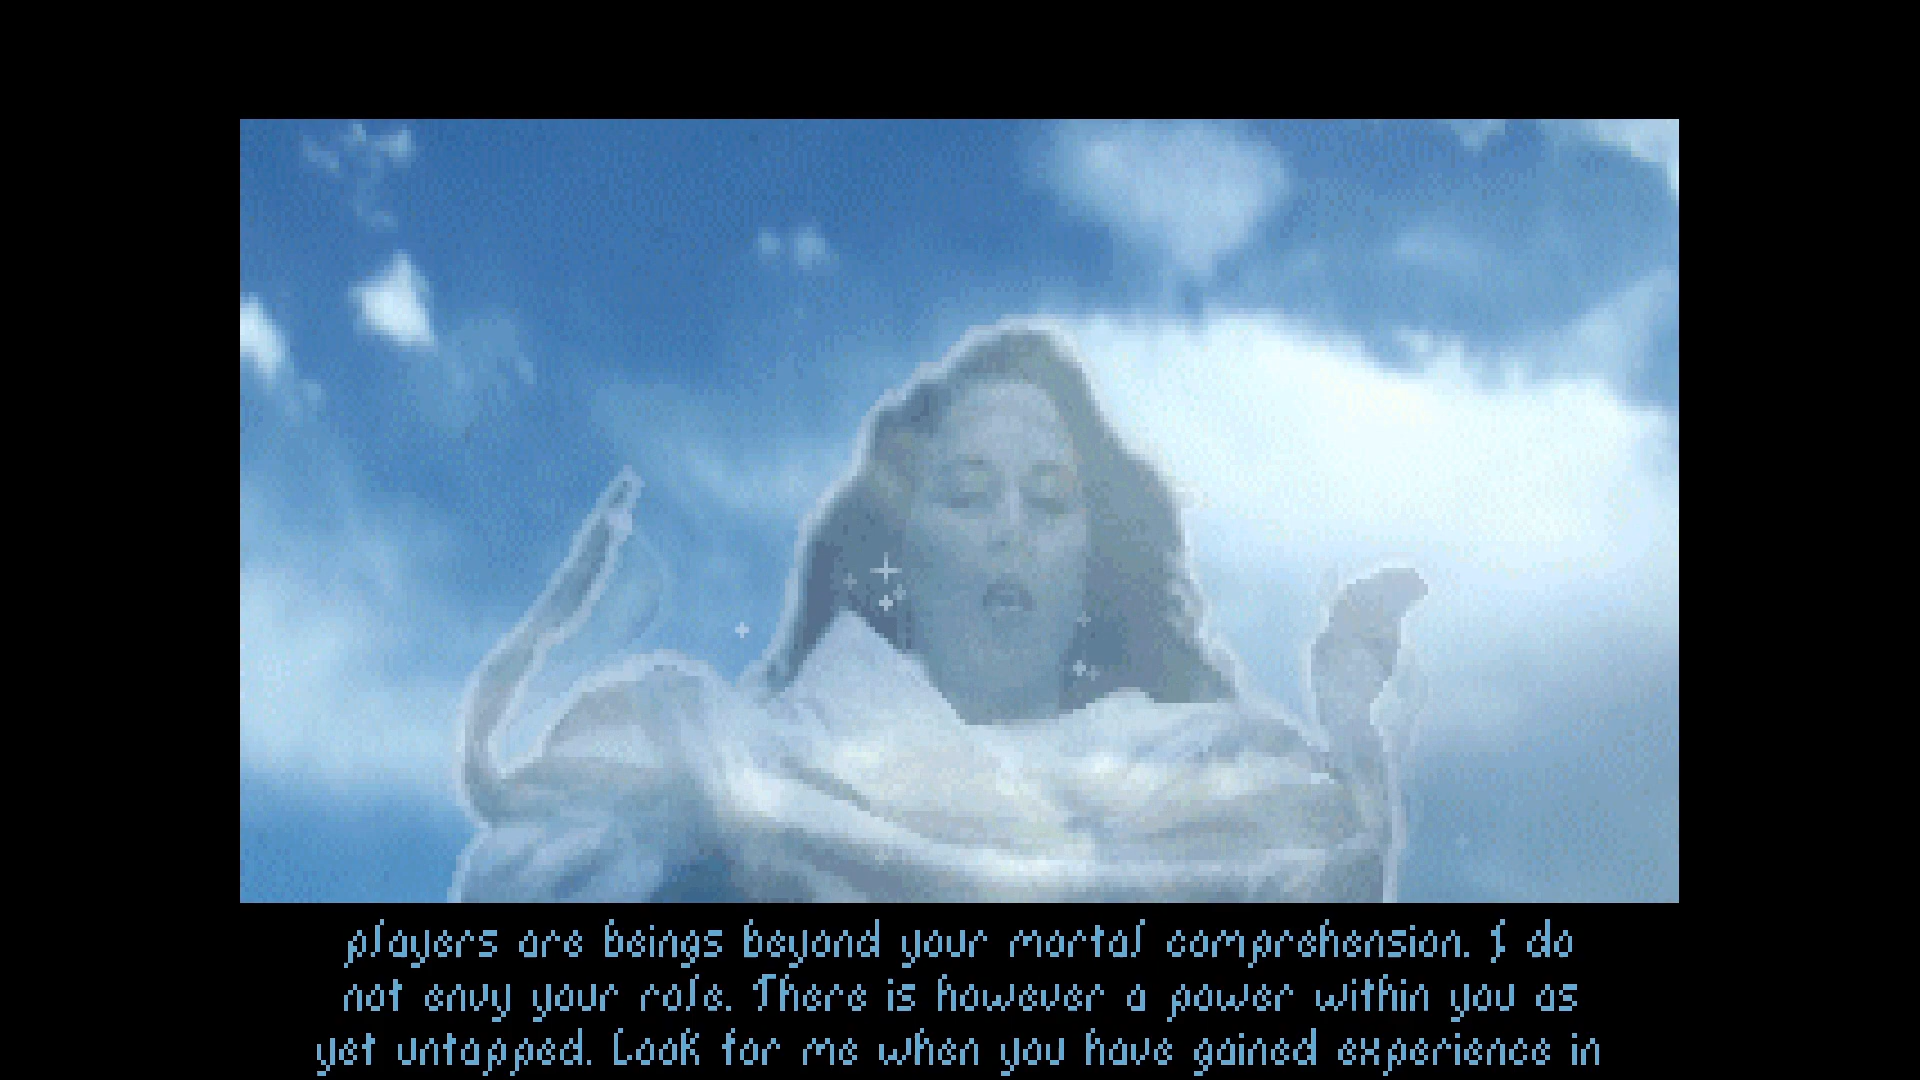 players are beings beyond your mortal comprehension. I do
not envy your role. There is however a power within you as
yet untapped. Look for me when you have gained experience in